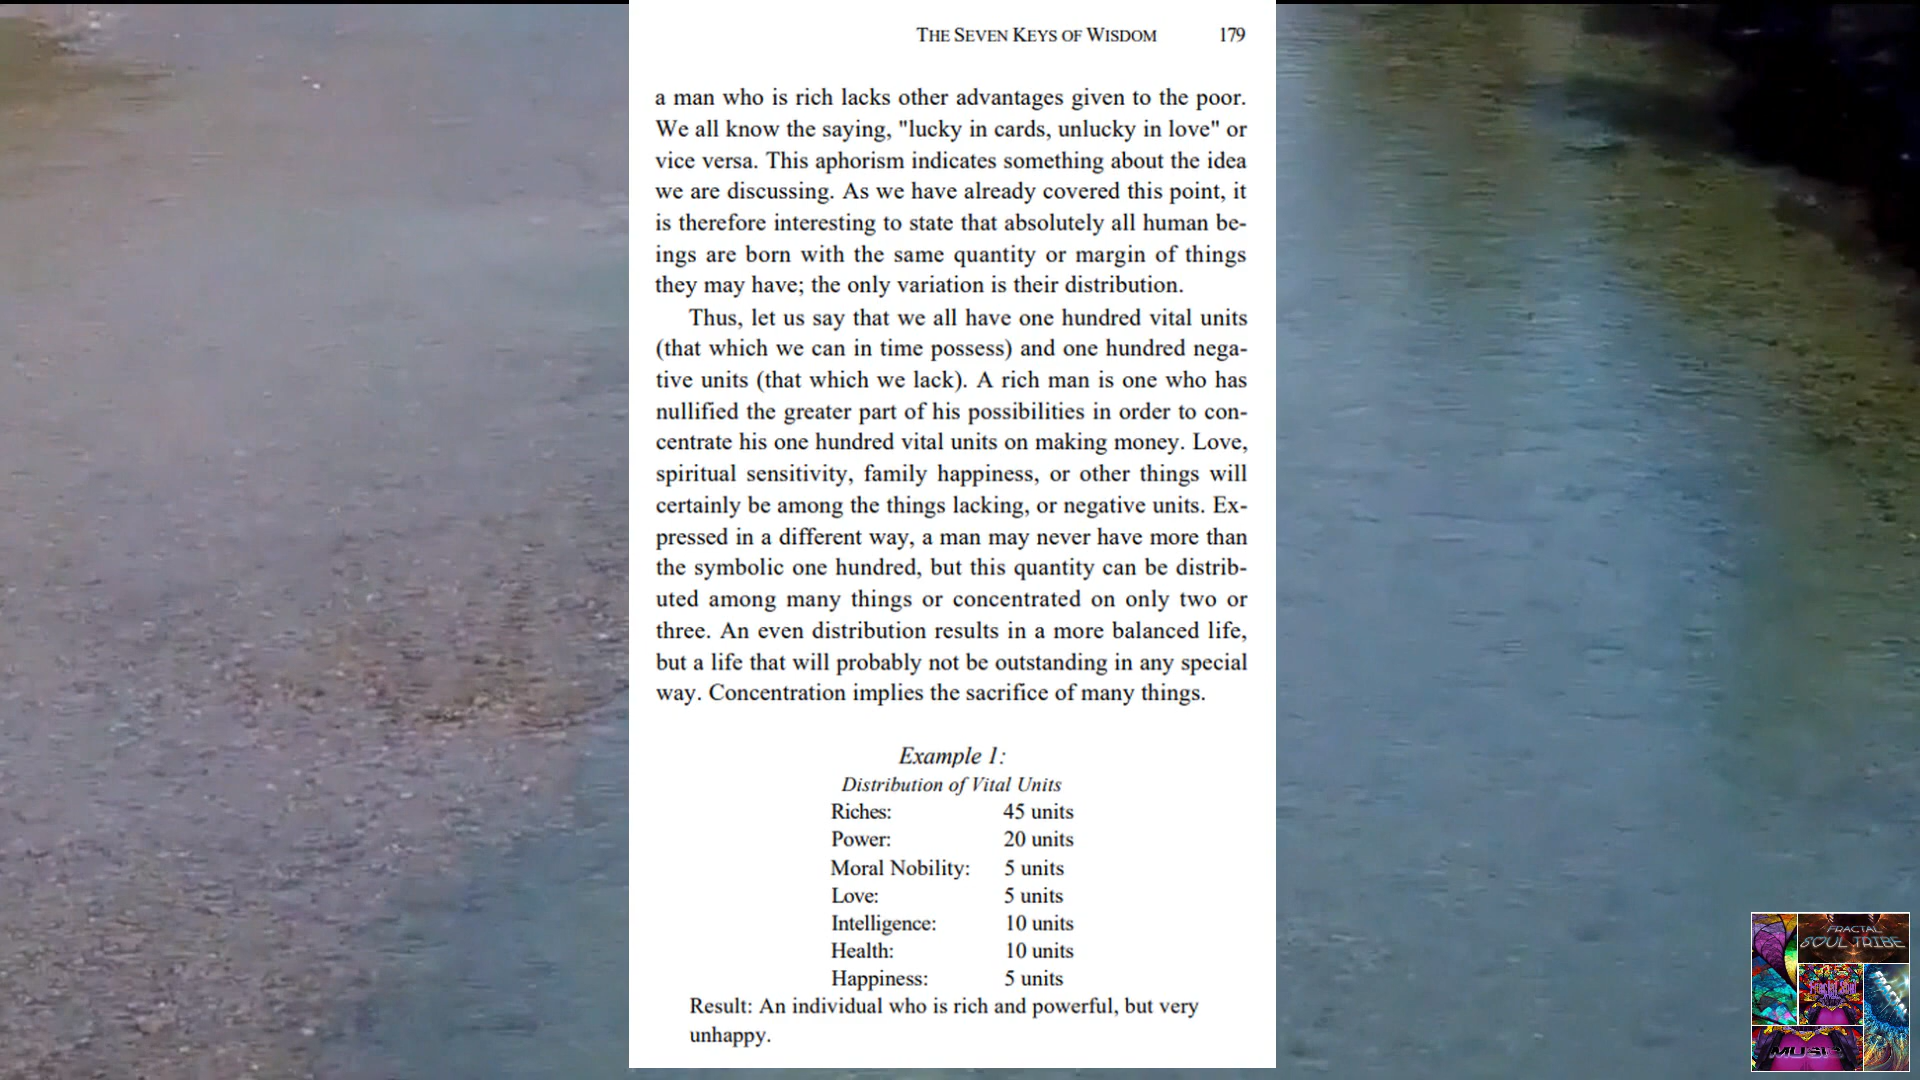 THE SEVEN KEYS OF WISDOM 179
a man who is rich lacks other advantages given to the poor.
We all know the saying, "lucky in cards, unlucky in love" or
vice versa. This aphorism indicates something about the idea
we are discussing. As we have already covered this point, it
is therefore interesting to state that absolutely all human be-
ings are born with the same quantity or margin of things
they may have; the only variation is their distribution.
Thus, let us say that we all have one hundred vital units
(that which we can in time possess) and one hundred nega-
tive units (that which we lack). A rich man is one who has
nullified the greater part of his possibilities in order to con-
centrate his one hundred vital units on making money. Love,
spiritual sensitivity, family happiness, or other things will
certainly be among the things lacking, or negative units. Ex-
pressed in a different way, a man may never have more than
the symbolic one hundred, but this quantity can be distrib-
uted among many things or concentrated on only two or
three. An even distribution results in a more balanced life,
but a life that will probably not be outstanding in any special
way. Concentration implies the sacrifice of many things.
Example 1:
Distribution of Vital Units
Riches: 45 units
Power: 20 units
Moral Nobility: 5 units
Love: 5 units
Intelligence: 10 units
Health: 10 units
Happiness: 5 units
Result: An individual who is rich and powerful, but very
unhappy.
FRACTAL
SOUL TRIBE
Fractal Soul
MUSIC